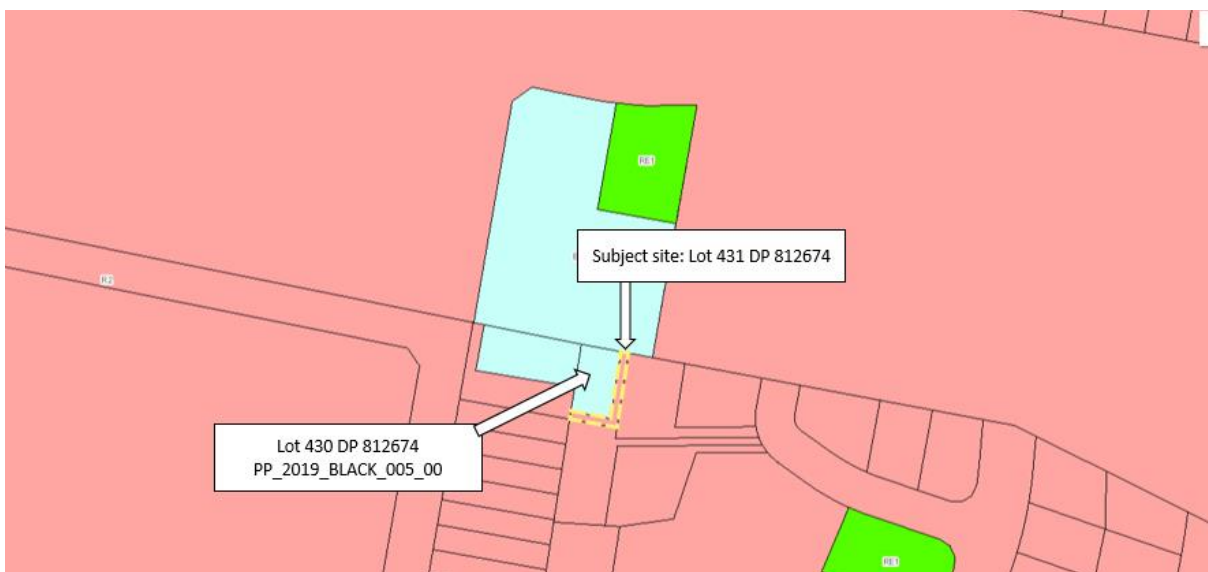 RE1
Subject site: Lot 431 DP 812674
R2
Lot 430 DP 812674
PP_2019_BLACK_005_00
RE1